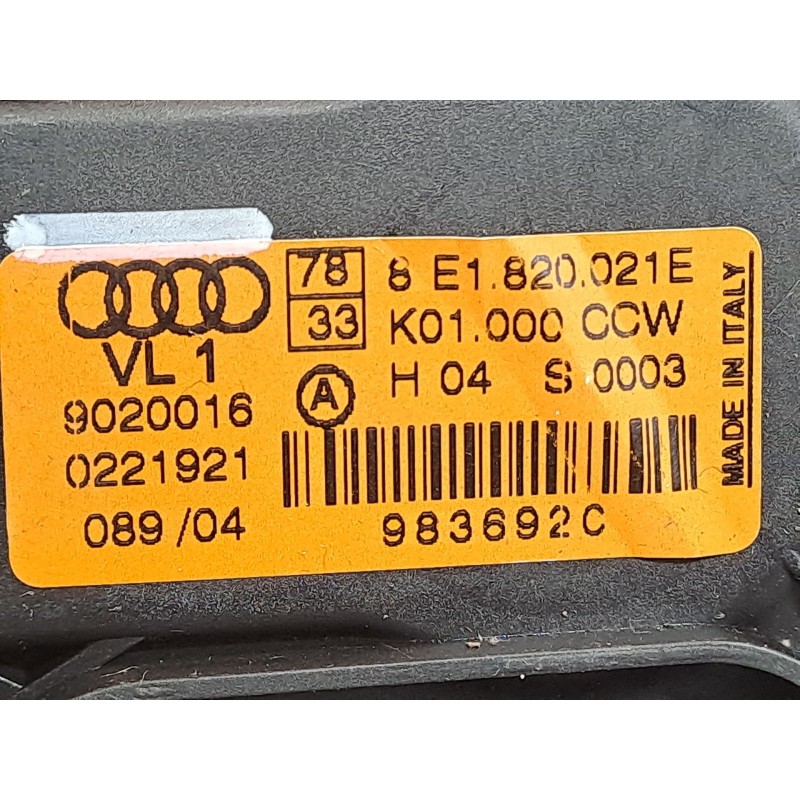 78 8 E1.820.021E
33 K01.000 CCW
VL 1
A H 04 S 0003
9020016
0221921
089/04
983692C
MADE IN ITALY